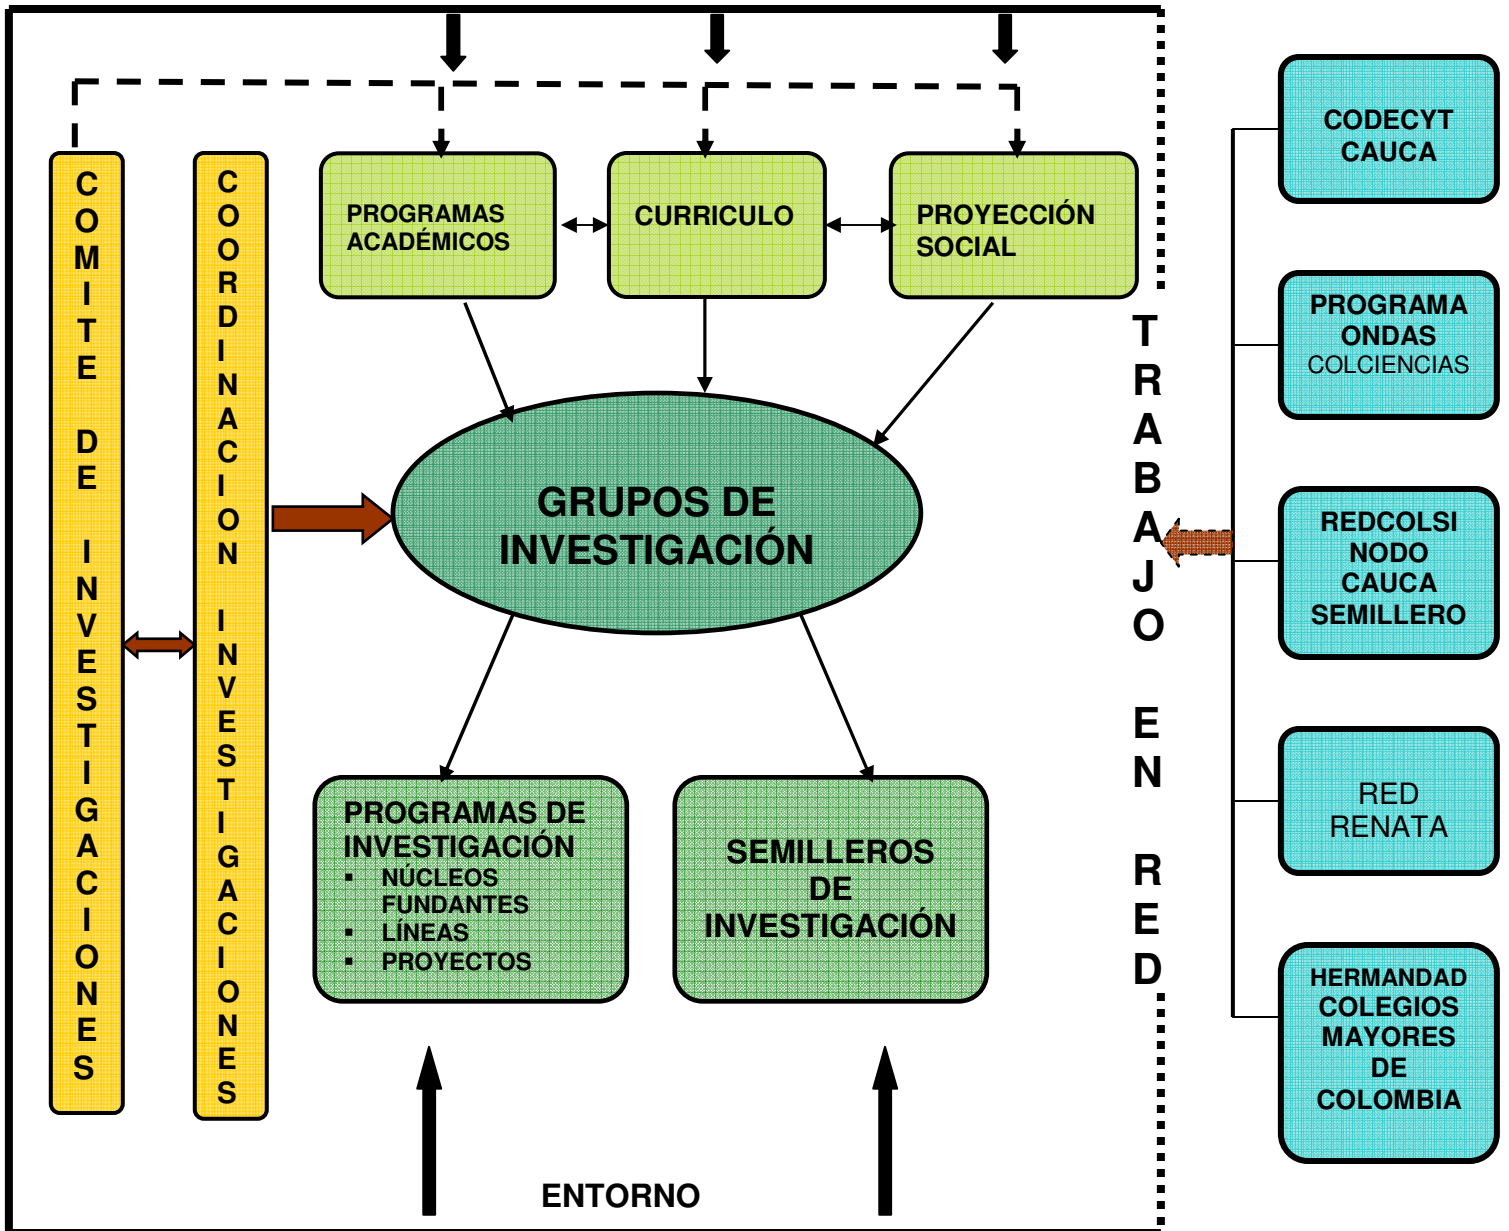 COMITE DE INVESTIGACIONES
COORDINACION INVESTIGACIONES
PROGRAMAS
ACADÉMICOS
CURRICULO
PROYECCIÓN
SOCIAL
GRUPOS DE
INVESTIGACIÓN
PROGRAMAS DE
INVESTIGACIÓN
▪ NÚCLEOS
FUNDANTES
▪ LÍNEAS
▪ PROYECTOS
SEMILLEROS
DE
INVESTIGACIÓN
ENTORNO
TRABAJO EN RED
CODECYT
CAUCA
PROGRAMA
ONDAS
COLCIENCIAS
REDCOLSI
NODO
CAUCA
SEMILLERO
RED
RENATA
HERMANDAD
COLEGIOS
MAYORES
DE
COLOMBIA